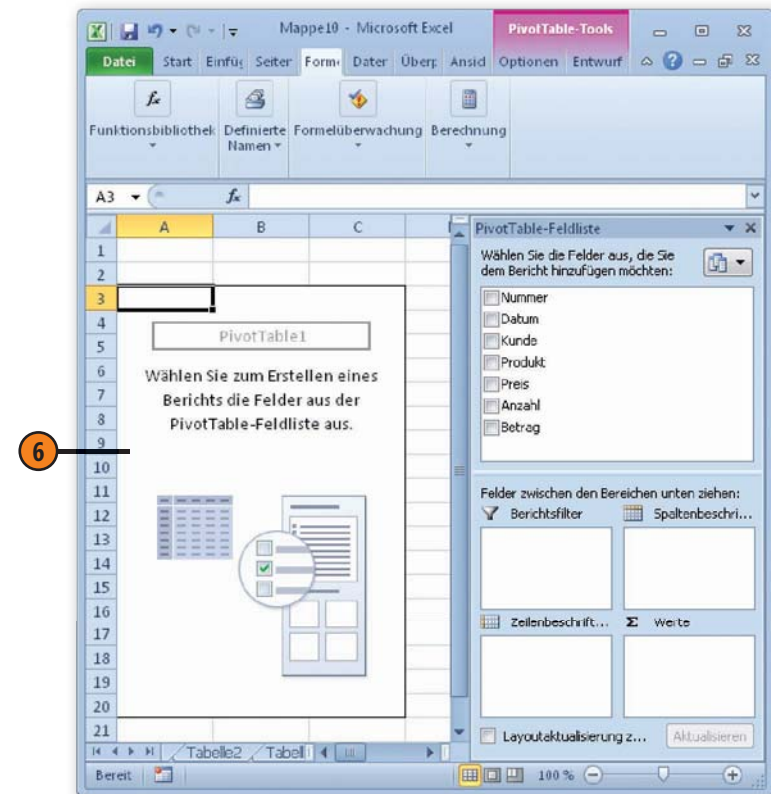 Mappe10 - Microsoft Excel
PivotTable-Tools
Datei Start Einfüg Seiter Form Dater Überp Ansid Optionen Entwurf
Funktionsbibliothek Definierte Namen Formelüberwachung Berechnung
A3 fx
A B C
PivotTable-Feldliste
Wählen Sie die Felder aus, die Sie
dem Bericht hinzufügen möchten:
Nummer
Datum
Kunde
Produkt
Preis
Anzahl
Betrag
1
2
3
4
5
6
7
8
9
10
11
12
13
14
15
16
17
18
19
20
21
PivotTable1
Wählen Sie zum Erstellen eines
Berichts die Felder aus der
PivotTable-Feldliste aus.
6
Felder zwischen den Bereichen unten ziehen:
Berichtsfilter Spaltenbeschri...
Zeilenbeschrift... Σ Werte
Layoutaktualisierung z... Aktualisieren
Tabelle2 Tabell
Bereit 100 %